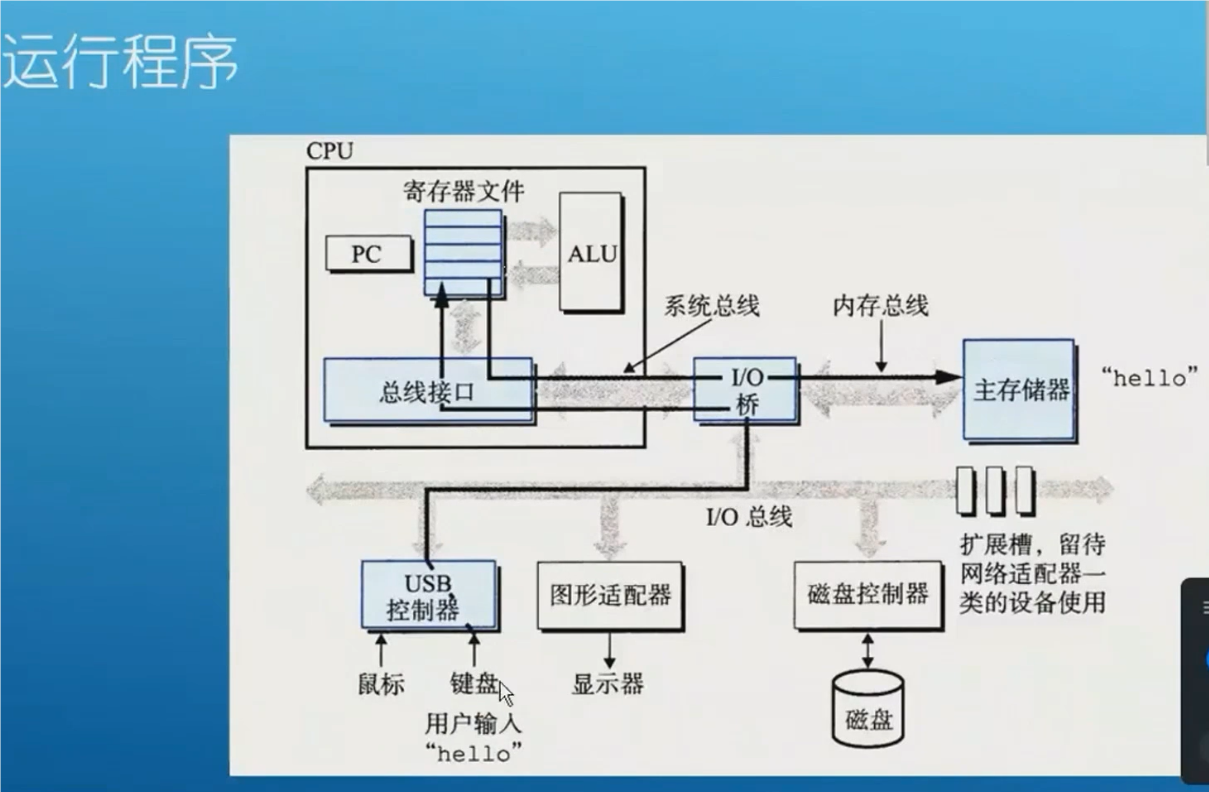 运行程序
CPU
寄存器文件
PC
ALU
系统总线
内存总线
总线接口
I/O
桥
主存储器
“hello”
I/O 总线
扩展槽，留待
网络适配器一
类的设备使用
USB
控制器
图形适配器
磁盘控制器
鼠标
键盘
显示器
磁盘
用户输入
“hello”